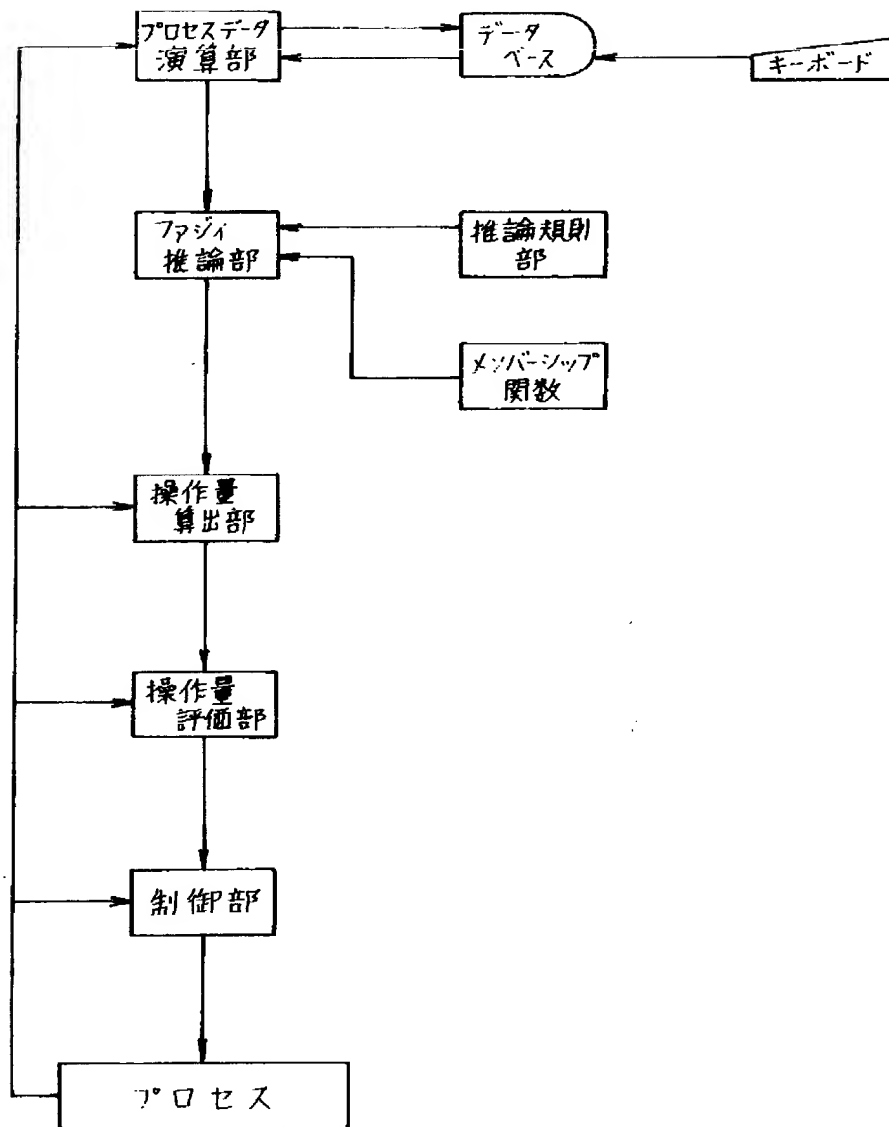 プロセスデータ
演算部
データ
ベース
キーボード
ファジィ
推論部
推論規則
部
メンバーシップ
関数
操作量
算出部
操作量
評価部
制御部
プロセス